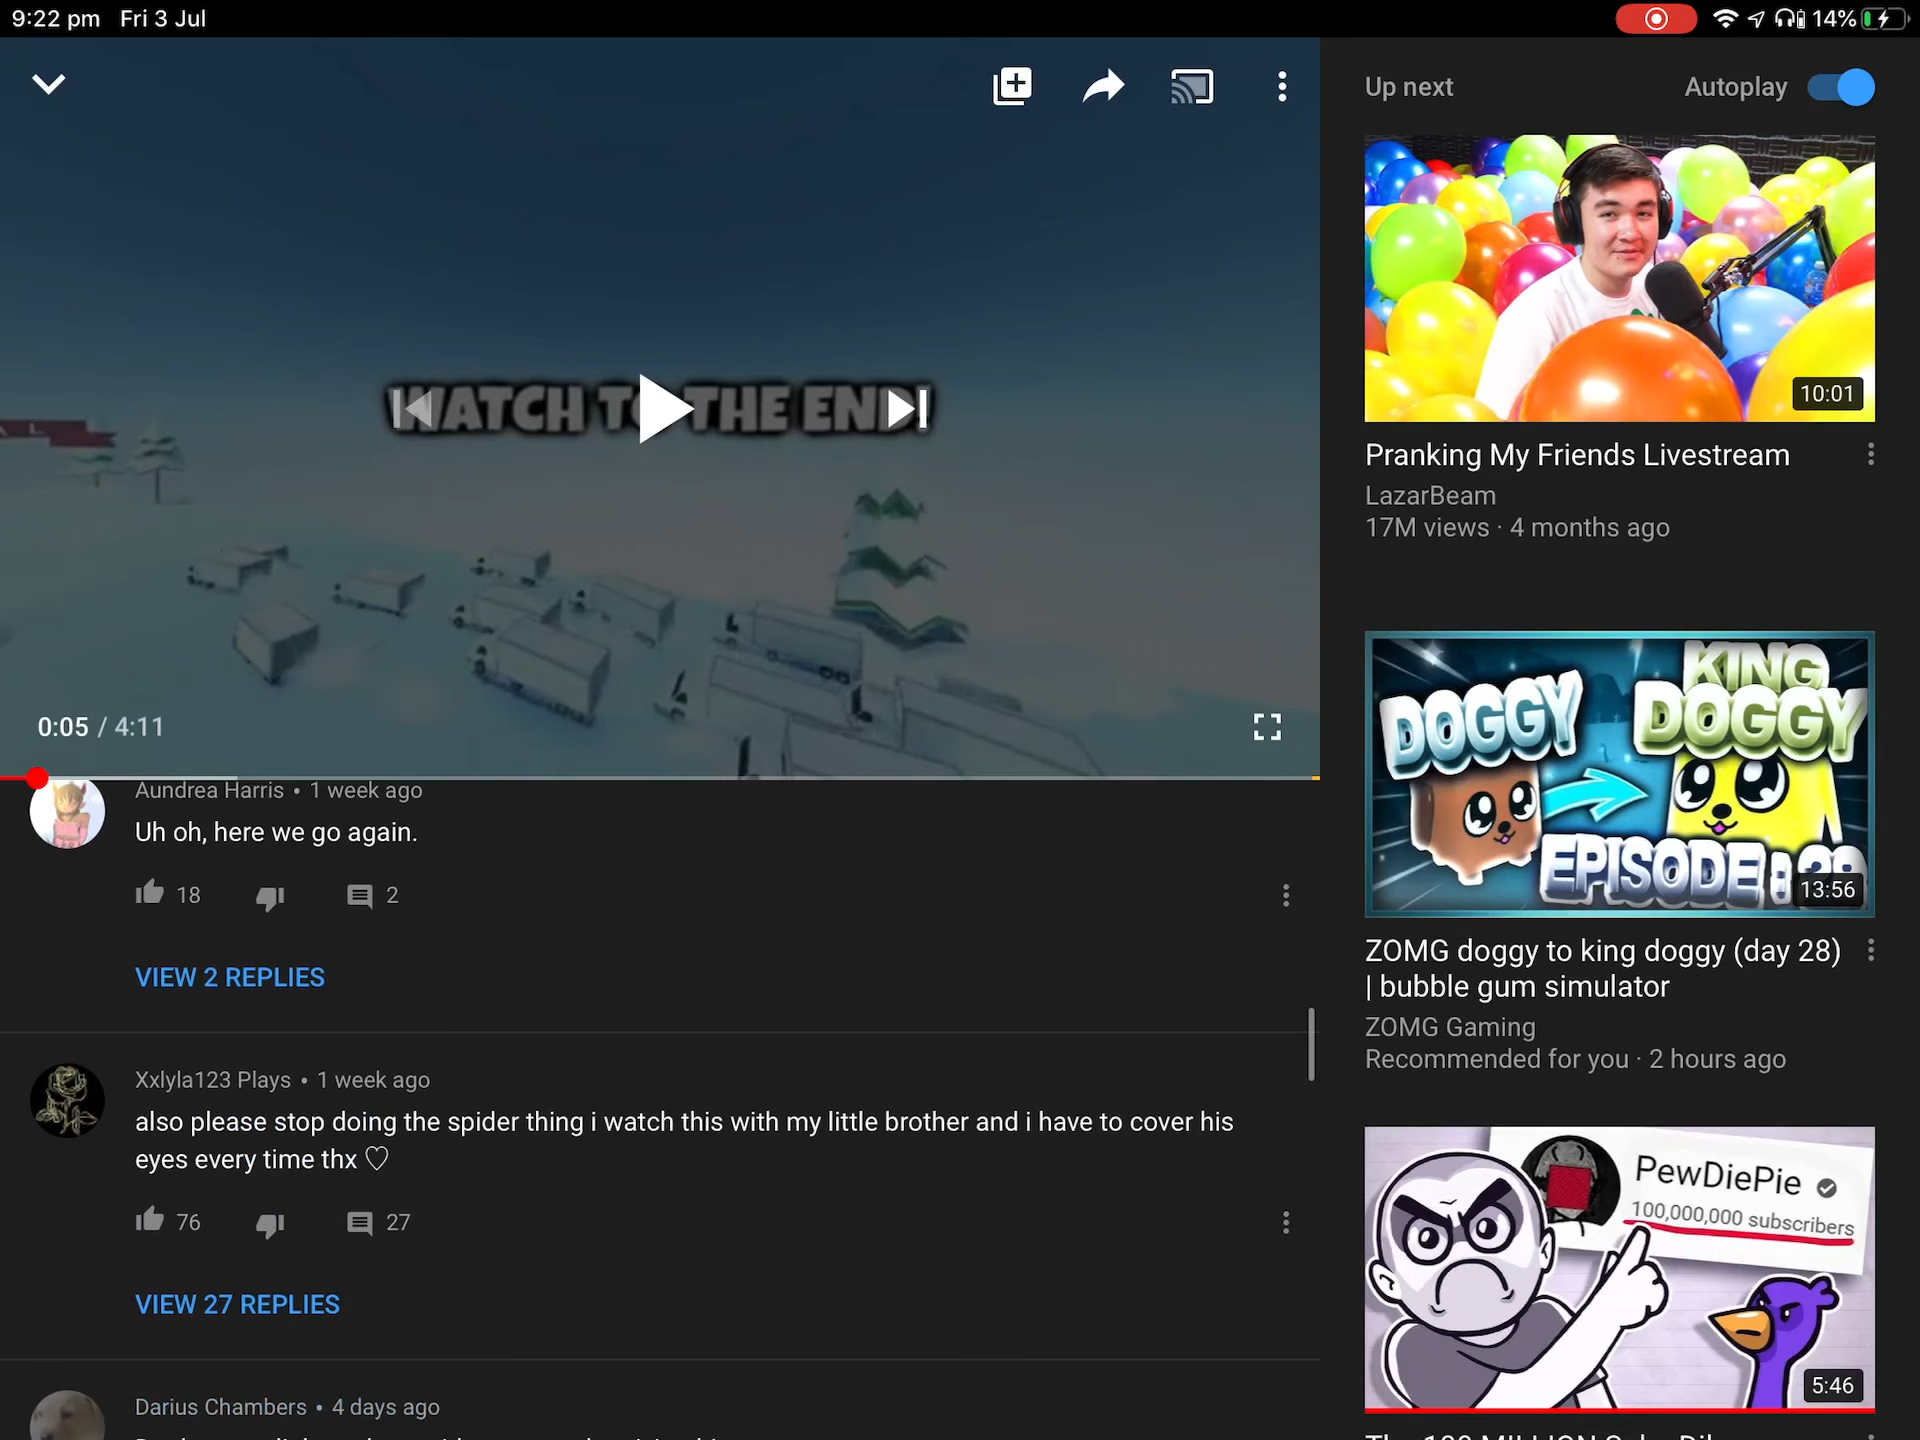 9:22 pm Fri 3 Jul
14%
Up next
Autoplay
WATCH TO THE END!
0:05 / 4:11
10:01
Pranking My Friends Livestream
LazarBeam
17M views · 4 months ago
Aundrea Harris • 1 week ago
Uh oh, here we go again.
18
2
VIEW 2 REPLIES
Xxlyla123 Plays • 1 week ago
also please stop doing the spider thing i watch this with my little brother and i have to cover his
eyes every time thx ♡
76
27
VIEW 27 REPLIES
Darius Chambers • 4 days ago
DOGGY
KING
DOGGY
EPISODE:
13:56
ZOMG doggy to king doggy (day 28)
| bubble gum simulator
ZOMG Gaming
Recommended for you · 2 hours ago
PewDiePie
100,000,000 subscribers
5:46